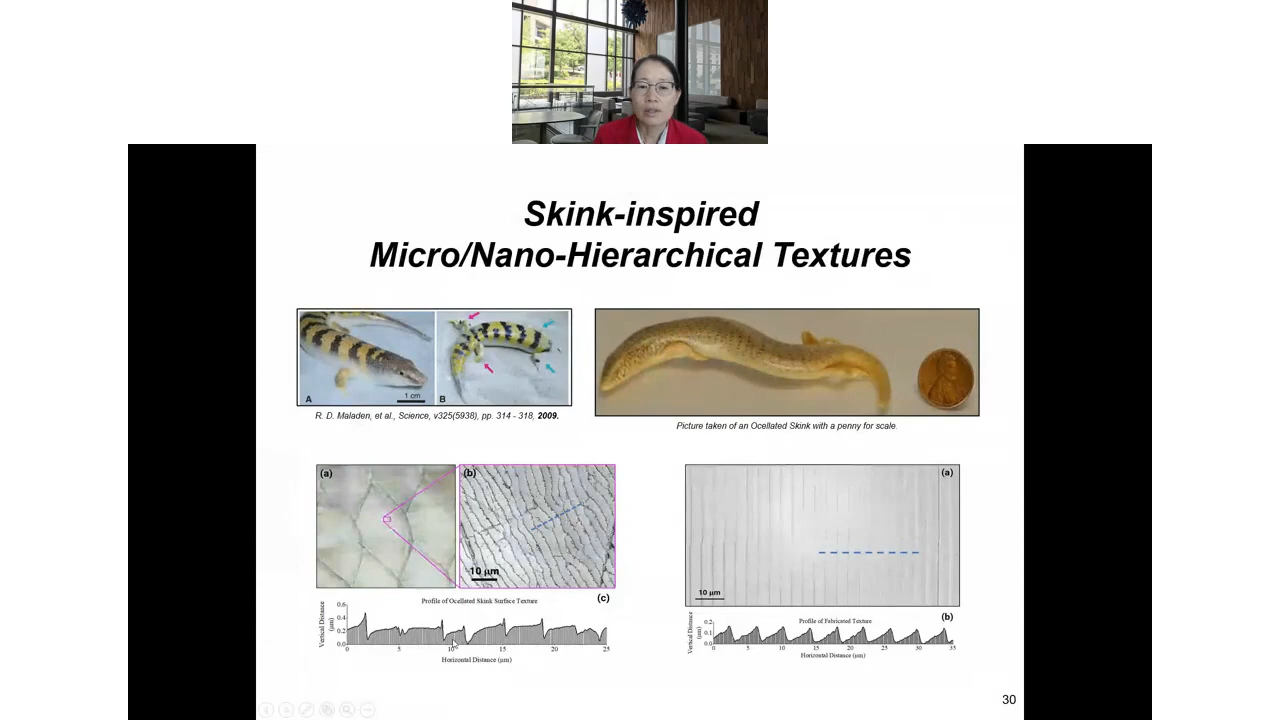 Skink-inspired
Micro/Nano-Hierarchical Textures
A
1 cm
B
R. D. Maladen, et al., Science, v325(5938), pp. 314 - 318, 2009.
Picture taken of an Ocellated Skink with a penny for scale.
(a)
(b)
10 μm
(c)
Profile of Ocellated Skink Surface Texture
Vertical Distance
(μm)
0.6
0.4
0.2
0.0
0 5 10 15 20 25
Horizontal Distance (μm)
(a)
10 μm
(b)
Profile of Fabricated Texture
Vertical Distance
(μm)
0.2
0.1
0.0
0 5 10 15 20 25 30 35
Horizontal Distance (μm)
30